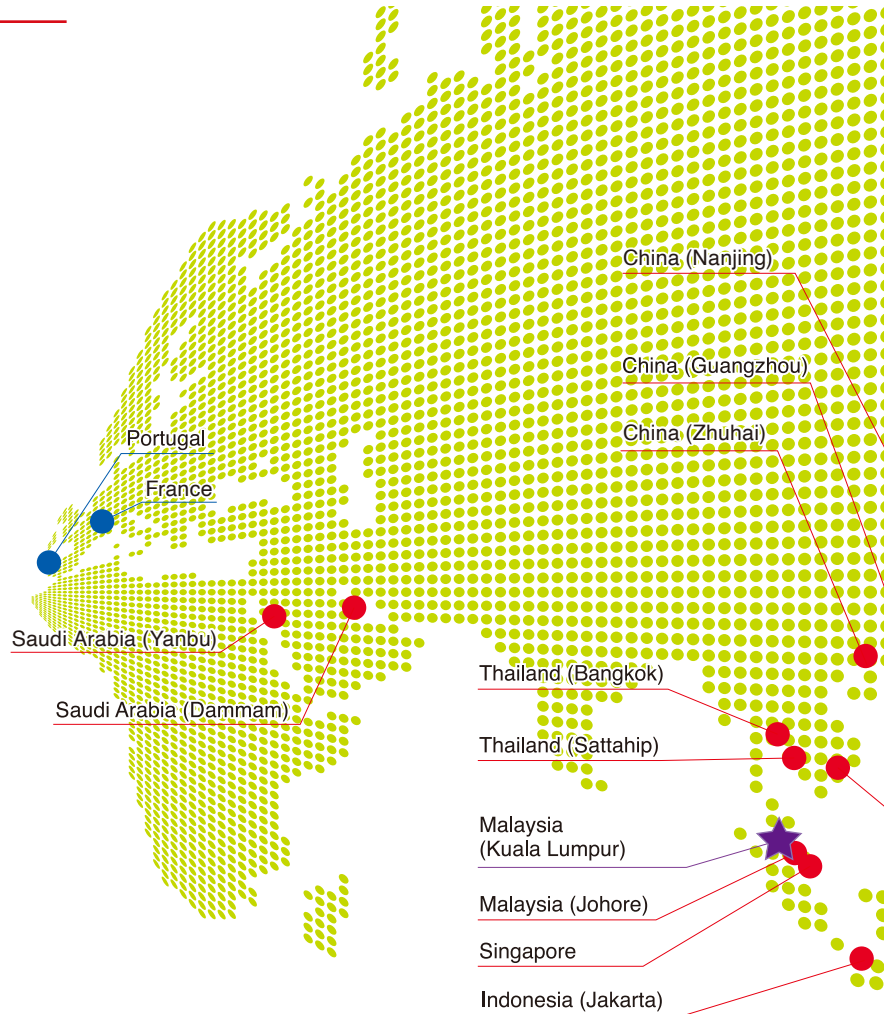 China (Nanjing)
China (Guangzhou)
China (Zhuhai)
Portugal
France
Saudi Arabia (Yanbu)
Saudi Arabia (Dammam)
Thailand (Bangkok)
Thailand (Sattahip)
Malaysia
(Kuala Lumpur)
Malaysia (Johore)
Singapore
Indonesia (Jakarta)